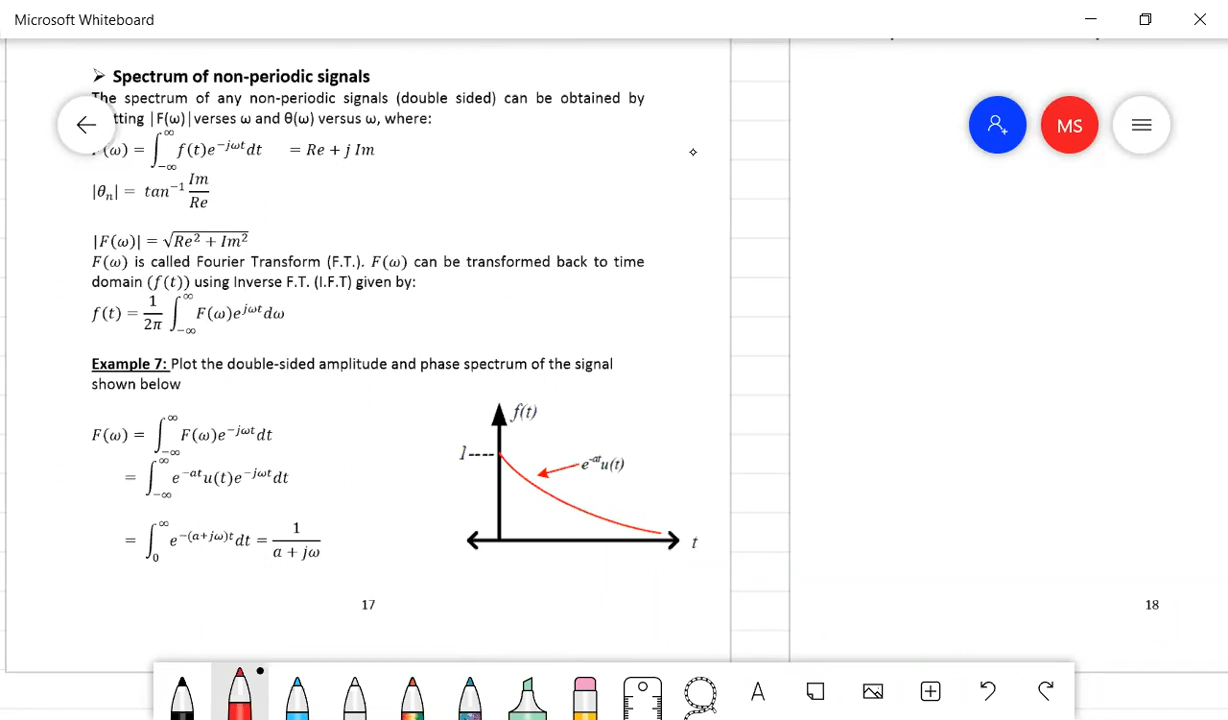 Microsoft Whiteboard
➢ Spectrum of non-periodic signals
The spectrum of any non-periodic signals (double sided) can be obtained by
tting |F(ω)| verses ω and θ(ω) versus ω, where:
(ω) = ∫_{−∞}^{∞} f(t)e^{−jωt}dt = Re + j Im
|θ_n| = tan^{−1} Im/Re
|F(ω)| = √(Re² + Im²)
F(ω) is called Fourier Transform (F.T.). F(ω) can be transformed back to time
domain (f(t)) using Inverse F.T. (I.F.T) given by:
f(t) = 1/2π ∫_{−∞}^{∞} F(ω)e^{jωt}dω
Example 7: Plot the double-sided amplitude and phase spectrum of the signal
shown below
F(ω) = ∫_{−∞}^{∞} F(ω)e^{−jωt}dt
= ∫_{−∞}^{∞} e^{−at}u(t)e^{−jωt}dt
= ∫_{0}^{∞} e^{−(a+jω)t}dt = 1/(a + jω)
f(t)
1
e^{-at}u(t)
t
17
MS
18
A